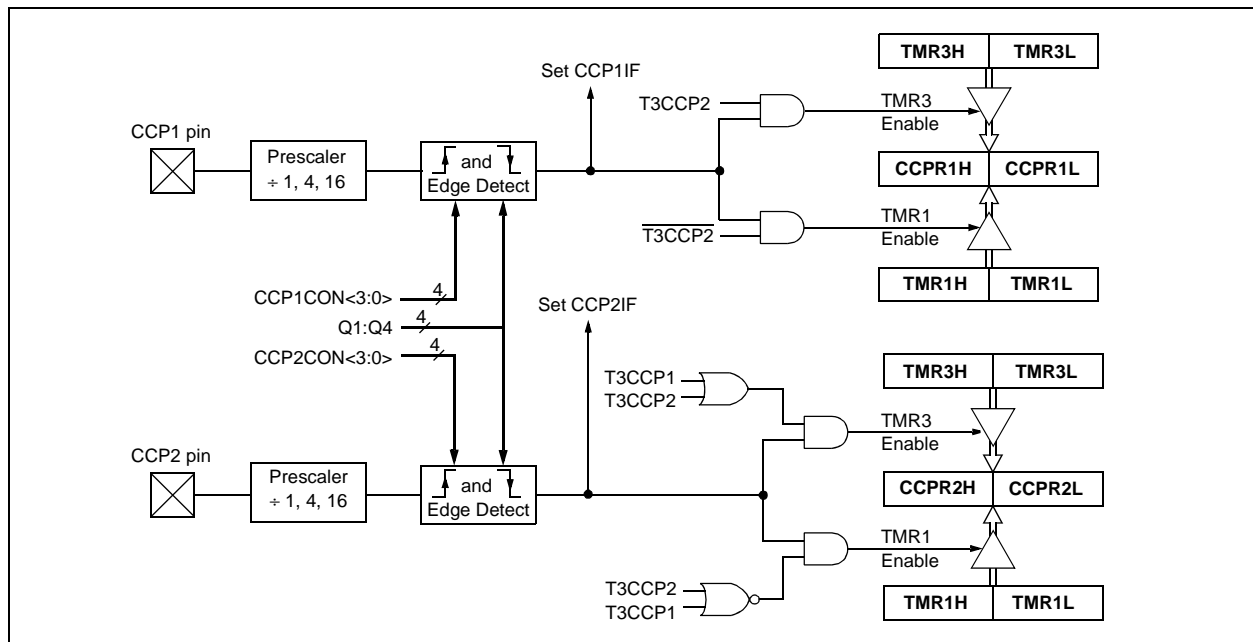 TMR3H TMR3L
Set CCP1IF
T3CCP2
TMR3
Enable
CCP1 pin
Prescaler
÷ 1, 4, 16
and
Edge Detect
CCPR1H CCPR1L
T3CCP2
TMR1
Enable
TMR1H TMR1L
CCP1CON<3:0>
4
Q1:Q4
4
CCP2CON<3:0>
4
Set CCP2IF
TMR3H TMR3L
T3CCP1
T3CCP2
TMR3
Enable
CCP2 pin
Prescaler
÷ 1, 4, 16
and
Edge Detect
CCPR2H CCPR2L
TMR1
Enable
T3CCP2
T3CCP1
TMR1H TMR1L